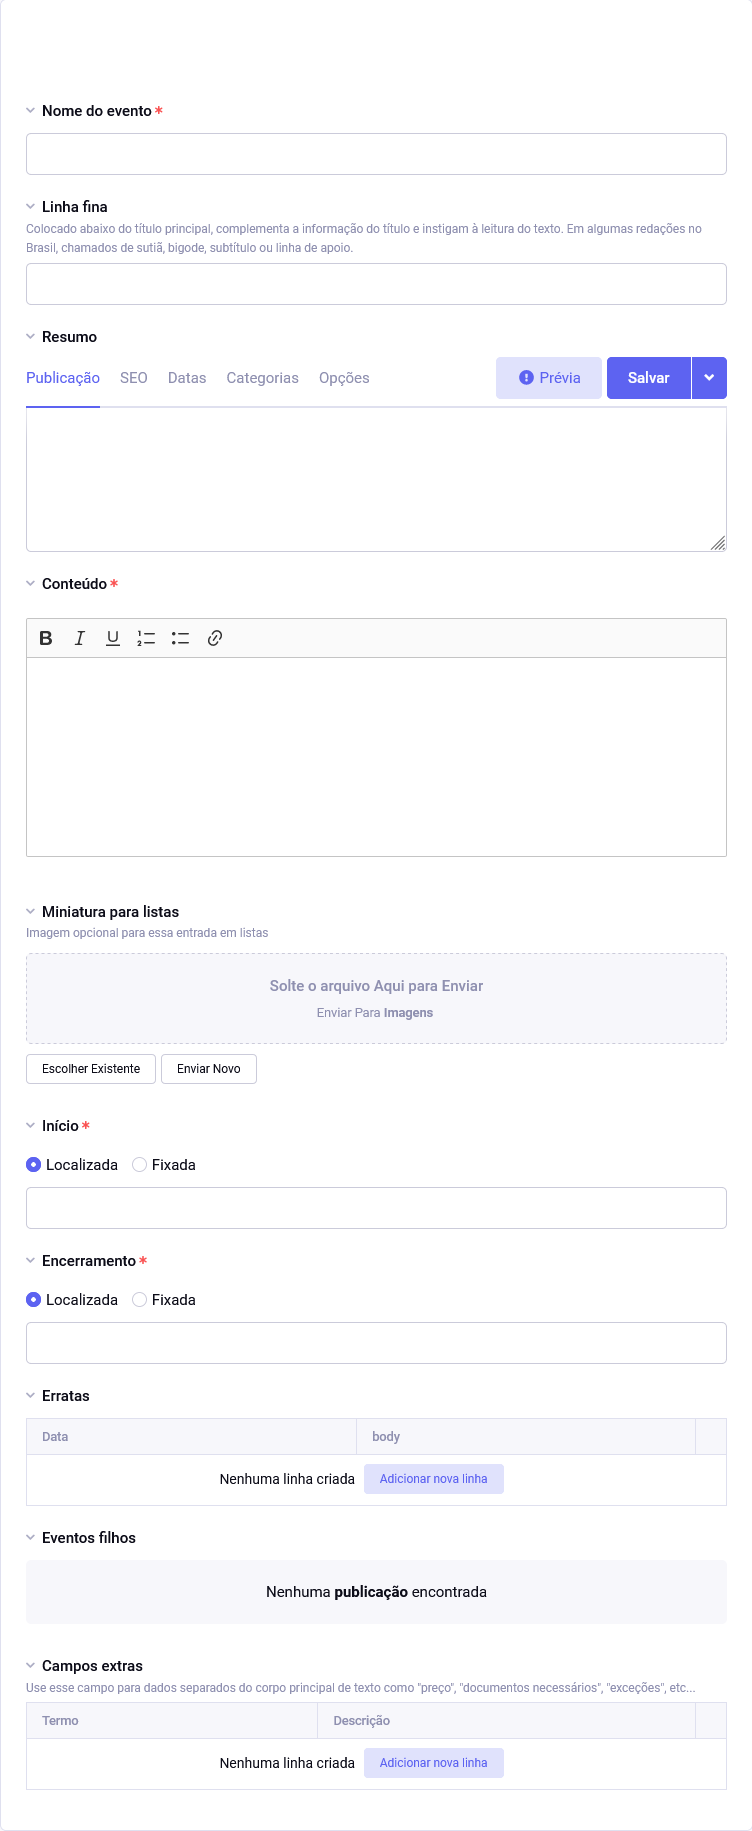 Nome do evento *
Linha fina
Colocado abaixo do título principal, complementa a informação do título e instigam à leitura do texto. Em algumas redações no
Brasil, chamados de sutiã, bigode, subtítulo ou linha de apoio.
Resumo
Publicação SEO Datas Categorias Opções Prévia Salvar
Conteúdo *
B I U
Miniatura para listas
Imagem opcional para essa entrada em listas
Solte o arquivo Aqui para Enviar
Enviar Para Imagens
Escolher Existente Enviar Novo
Início *
Localizada Fixada
Encerramento *
Localizada Fixada
Erratas
Data body
Nenhuma linha criada Adicionar nova linha
Eventos filhos
Nenhuma publicação encontrada
Campos extras
Use esse campo para dados separados do corpo principal de texto como "preço", "documentos necessários", "exceções", etc...
Termo Descrição
Nenhuma linha criada Adicionar nova linha